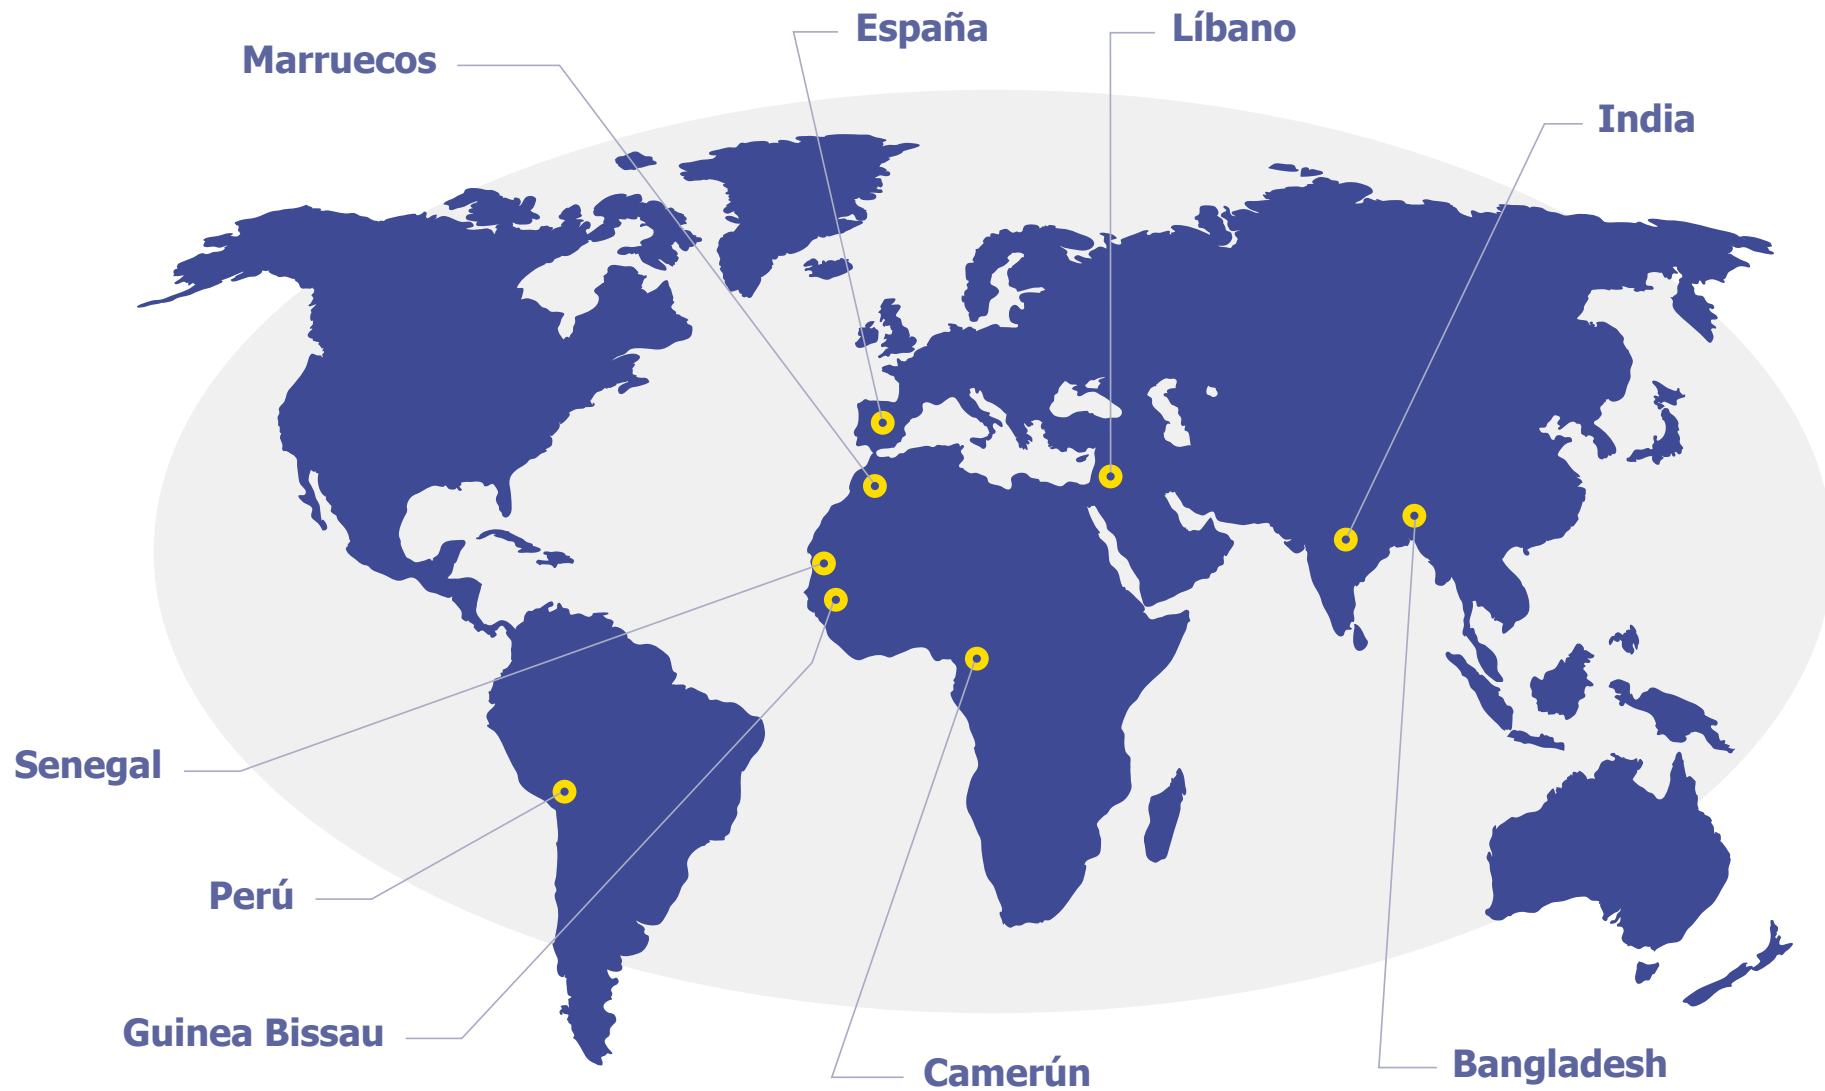 España
Líbano
Marruecos
India
Senegal
Perú
Guinea Bissau
Camerún
Bangladesh